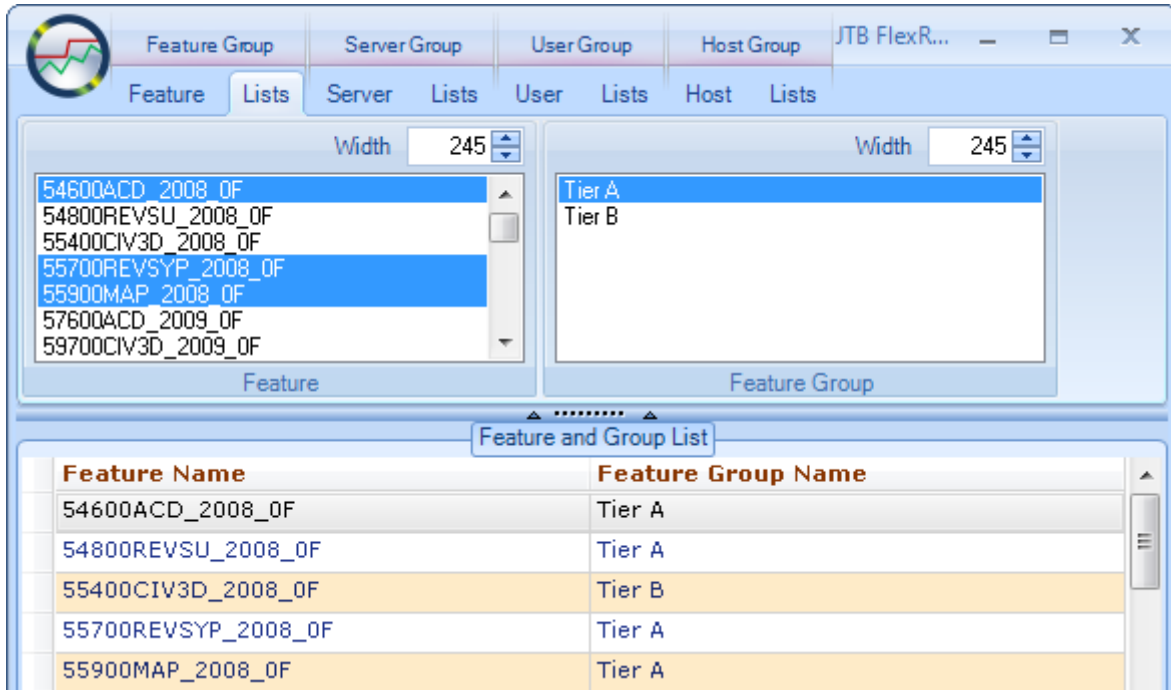 Feature Group Server Group User Group Host Group JTB FlexR...
Feature Lists Server Lists User Lists Host Lists
Width 245 Width 245
54600ACD_2008_0F Tier A
54800REVSU_2008_0F Tier B
55400CIV3D_2008_0F
55700REVSYP_2008_0F
55900MAP_2008_0F
57600ACD_2009_0F
59700CIV3D_2009_0F
Feature Feature Group
Feature and Group List
Feature Name Feature Group Name
54600ACD_2008_0F Tier A
54800REVSU_2008_0F Tier A
55400CIV3D_2008_0F Tier B
55700REVSYP_2008_0F Tier A
55900MAP_2008_0F Tier A